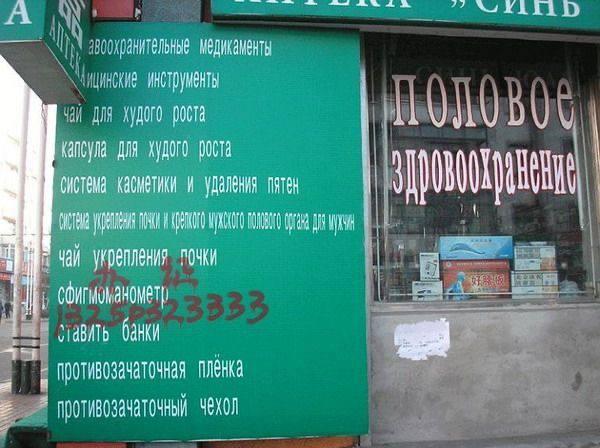 АПТЕКА „СИНЬ
А
品
АПТЕКА
авоохранительные медикаменты
ицинские инструменты
чай для худого роста
капсула для худого роста
система касметики и удаления пятен
система укрепления почки и крепкого мужского полового органа для мужчин
чай укрепления почки
сфигмоманометр
13250323333
ставить банки
противозачаточная плёнка
противозачаточный чехол
ПОЛОВОЕ
ЗДРОВООХРАНЕНИЕ